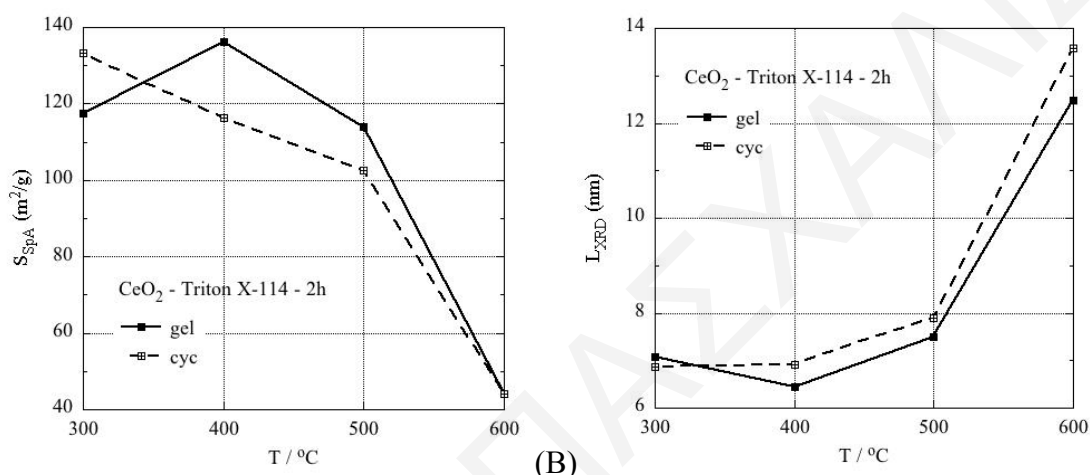 140
120
100
80
60
40
S_SpA (m²/g)
CeO₂ - Triton X-114 - 2h
gel
cyc
300
400
500
600
T / °C
(B)
14
12
10
8
6
L_XRD (nm)
CeO₂ - Triton X-114 - 2h
gel
cyc
300
400
500
600
T / °C
ΠΑΣΧΑΛΙ